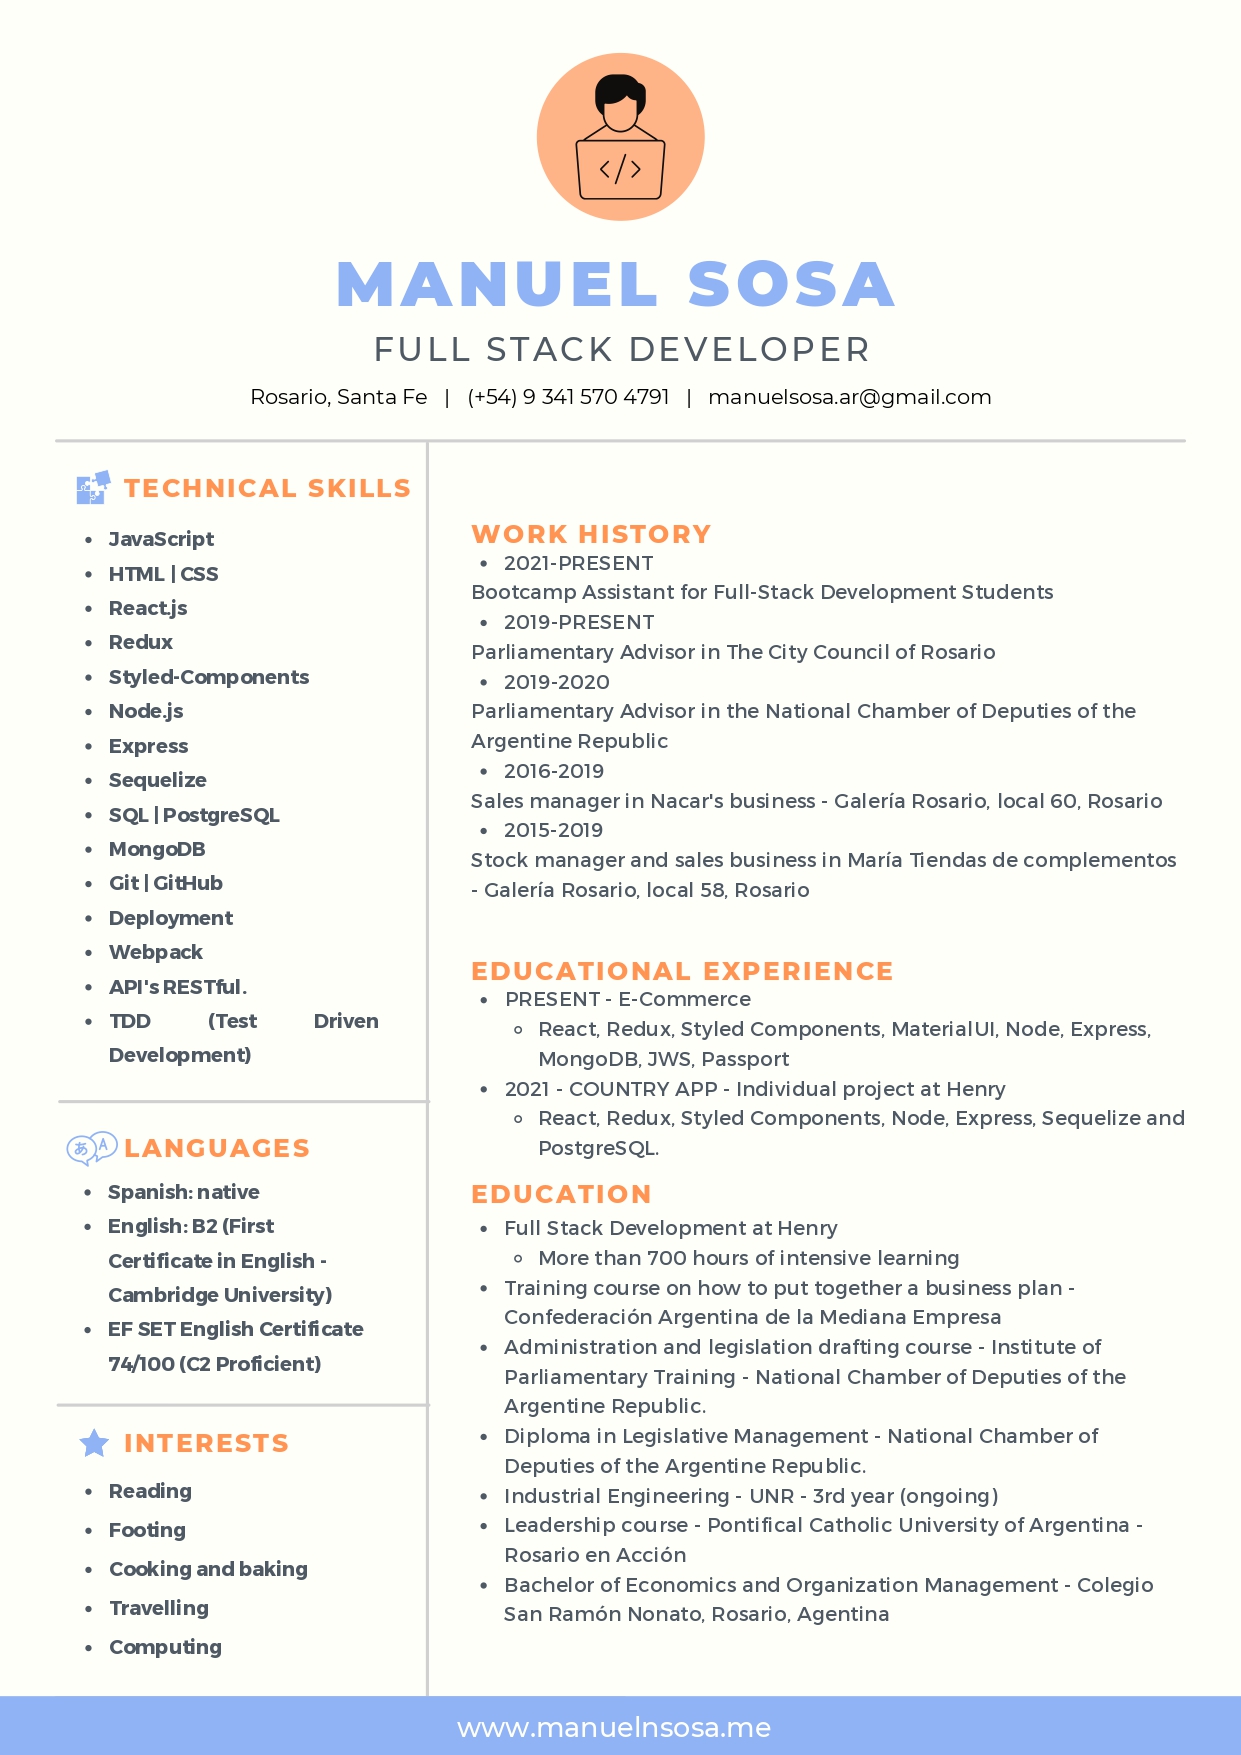 MANUEL SOSA
FULL STACK DEVELOPER
Rosario, Santa Fe | (+54) 9 341 570 4791 | manuelsosa.ar@gmail.com
TECHNICAL SKILLS
• JavaScript
• HTML | CSS
• React.js
• Redux
• Styled-Components
• Node.js
• Express
• Sequelize
• SQL | PostgreSQL
• MongoDB
• Git | GitHub
• Deployment
• Webpack
• API's RESTful.
• TDD (Test Driven
Development)
あ A
LANGUAGES
• Spanish: native
• English: B2 (First
Certificate in English -
Cambridge University)
• EF SET English Certificate
74/100 (C2 Proficient)
INTERESTS
• Reading
• Footing
• Cooking and baking
• Travelling
• Computing
WORK HISTORY
• 2021-PRESENT
Bootcamp Assistant for Full-Stack Development Students
• 2019-PRESENT
Parliamentary Advisor in The City Council of Rosario
• 2019-2020
Parliamentary Advisor in the National Chamber of Deputies of the
Argentine Republic
• 2016-2019
Sales manager in Nacar's business - Galería Rosario, local 60, Rosario
• 2015-2019
Stock manager and sales business in María Tiendas de complementos
- Galería Rosario, local 58, Rosario
EDUCATIONAL EXPERIENCE
• PRESENT - E-Commerce
◦ React, Redux, Styled Components, MaterialUI, Node, Express,
MongoDB, JWS, Passport
• 2021 - COUNTRY APP - Individual project at Henry
◦ React, Redux, Styled Components, Node, Express, Sequelize and
PostgreSQL.
EDUCATION
• Full Stack Development at Henry
◦ More than 700 hours of intensive learning
• Training course on how to put together a business plan -
Confederación Argentina de la Mediana Empresa
• Administration and legislation drafting course - Institute of
Parliamentary Training - National Chamber of Deputies of the
Argentine Republic.
• Diploma in Legislative Management - National Chamber of
Deputies of the Argentine Republic.
• Industrial Engineering - UNR - 3rd year (ongoing)
• Leadership course - Pontifical Catholic University of Argentina -
Rosario en Acción
• Bachelor of Economics and Organization Management - Colegio
San Ramón Nonato, Rosario, Agentina
www.manuelnsosa.me